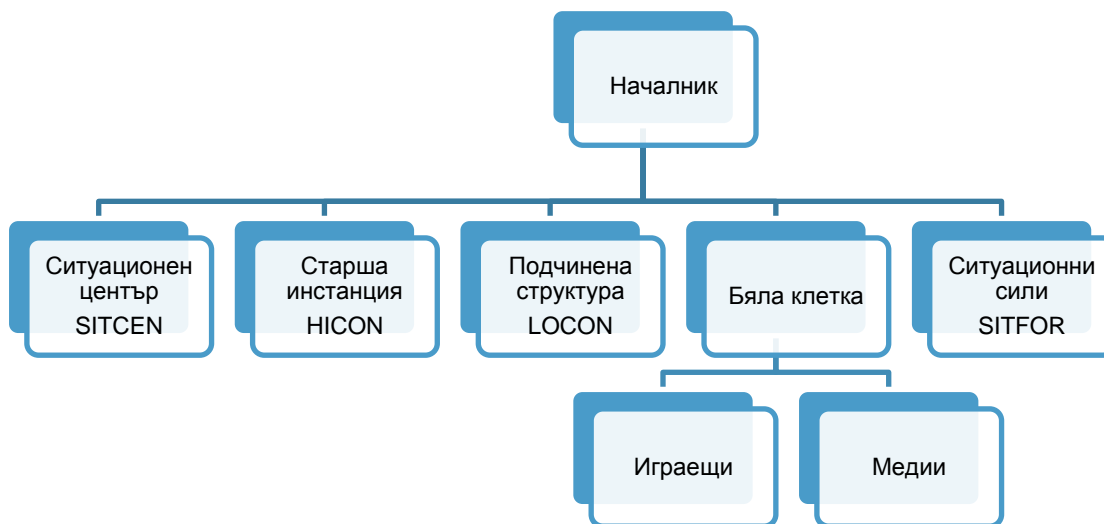 Началник
Ситуационен
център
SITCEN
Старша
инстанция
HICON
Подчинена
структура
LOCON
Бяла клетка
Ситуационни
сили
SITFOR
Играещи
Медии